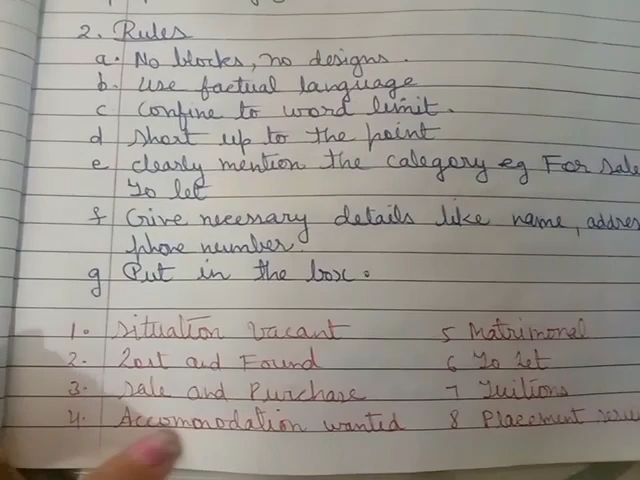 2. Rules
a. No blocks, no designs.
b. Use factual language
c Confine to word limit.
d Short up to the point
e Clearly mention the category eg For sale
To let
f Give necessary details like name, addres
phone number.
g Put in the box.
1. Situation Vacant 5 Matrimonel
2. Lost and Found 6 To Let
3. Sale and Purchase 7 Tuitions
4. Accomodation wanted 8 Placement